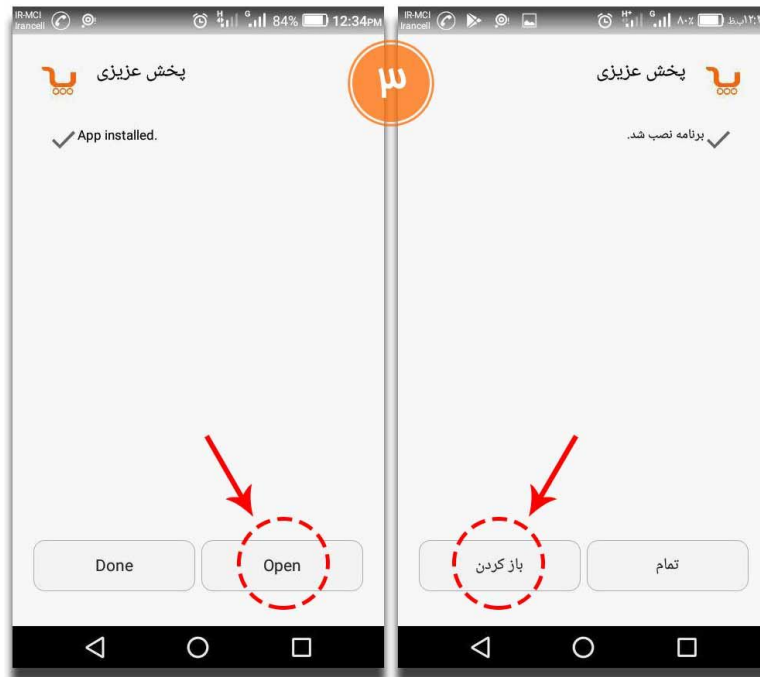 IR-MCI
Irancell
H
G
84%
12:34PM
پخش عزیزی
App installed.
Done
Open
۳
IR-MCI
Irancell
H+
G
۸۰٪
پخش عزیزی
برنامه نصب شد.
باز کردن
تمام